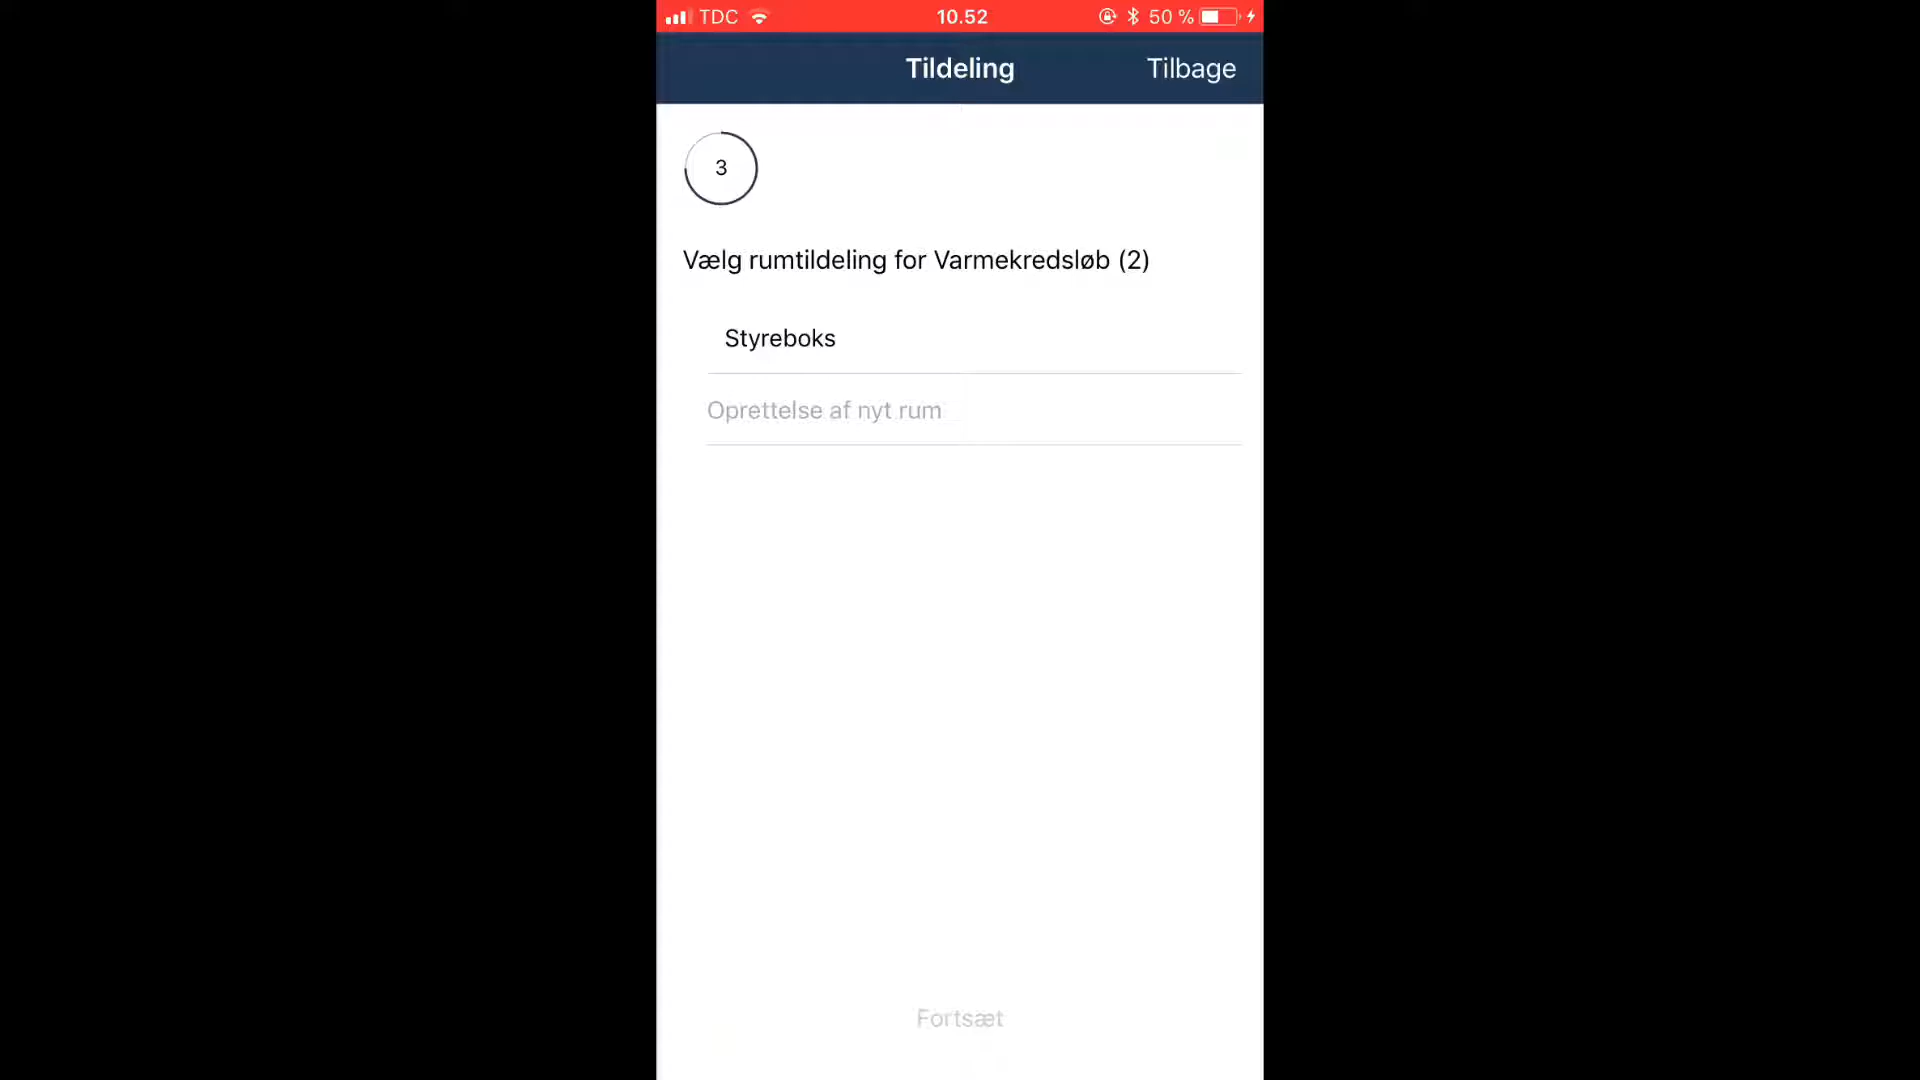 TDC 10.52 50 %
Tildeling Tilbage
3
Vælg rumtildeling for Varmekredsløb (2)
Styreboks
Oprettelse af nyt rum
Fortsæt